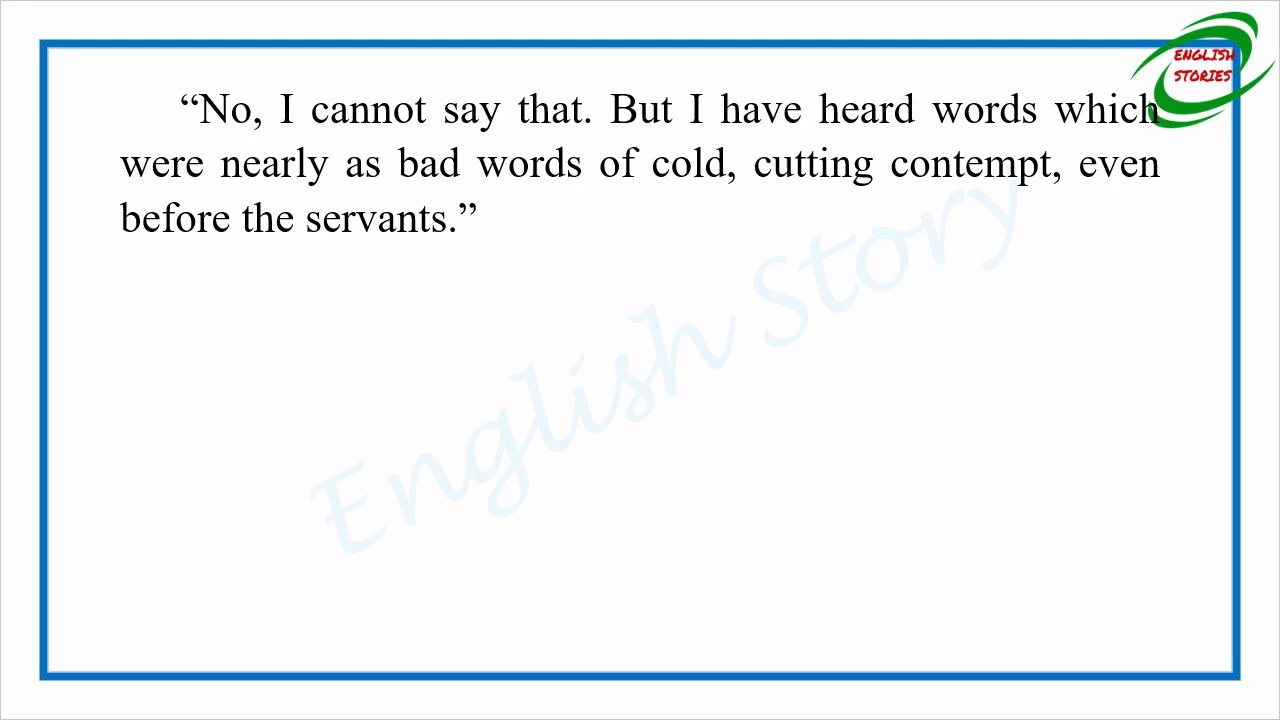 ENGLISH
STORIES
“No, I cannot say that. But I have heard words which
were nearly as bad words of cold, cutting contempt, even
before the servants.”
English Story